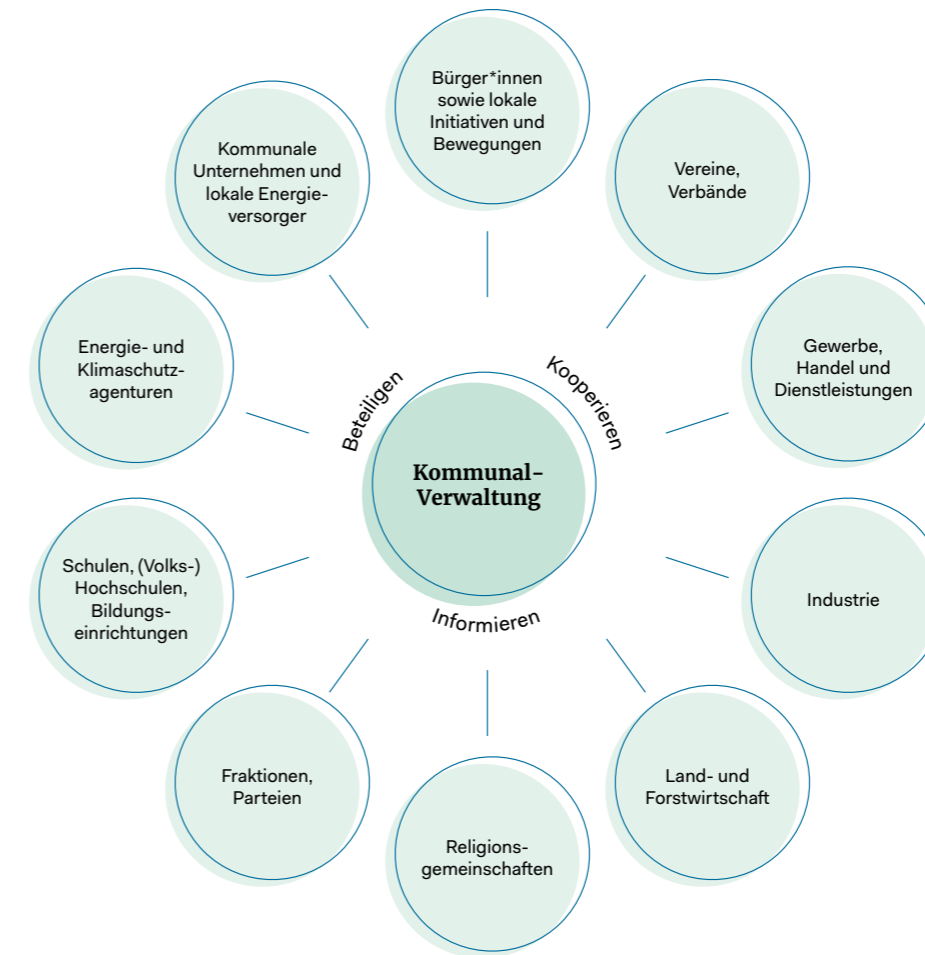 Bürger*innen
sowie lokale
Initiativen und
Bewegungen
Kommunale
Unternehmen und
lokale Energie-
versorger
Vereine,
Verbände
Energie- und
Klimaschutz-
agenturen
Gewerbe,
Handel und
Dienstleistungen
Beteiligen
Kooperieren
Kommunal-
Verwaltung
Informieren
Schulen, (Volks-)
Hochschulen,
Bildungs-
einrichtungen
Industrie
Fraktionen,
Parteien
Land- und
Forstwirtschaft
Religions-
gemeinschaften